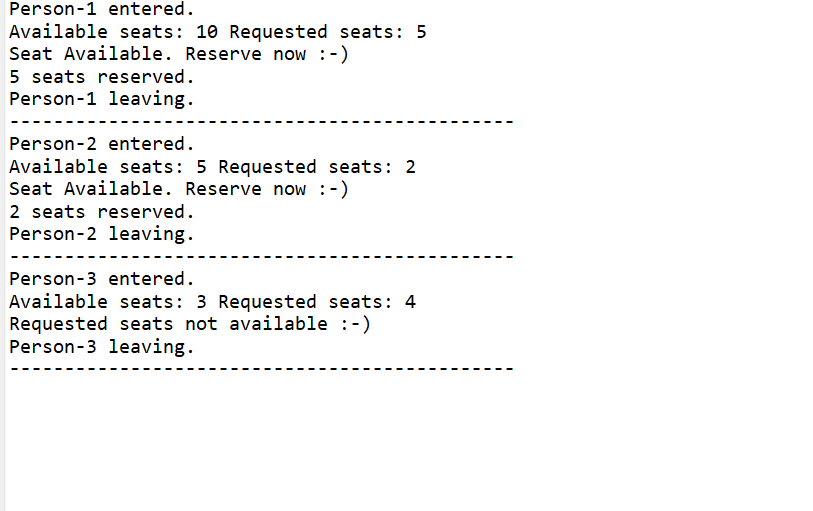 Person-1 entered.
Available seats: 10 Requested seats: 5
Seat Available. Reserve now :-)
5 seats reserved.
Person-1 leaving.
----------------------------------------------
Person-2 entered.
Available seats: 5 Requested seats: 2
Seat Available. Reserve now :-)
2 seats reserved.
Person-2 leaving.
----------------------------------------------
Person-3 entered.
Available seats: 3 Requested seats: 4
Requested seats not available :-)
Person-3 leaving.
----------------------------------------------